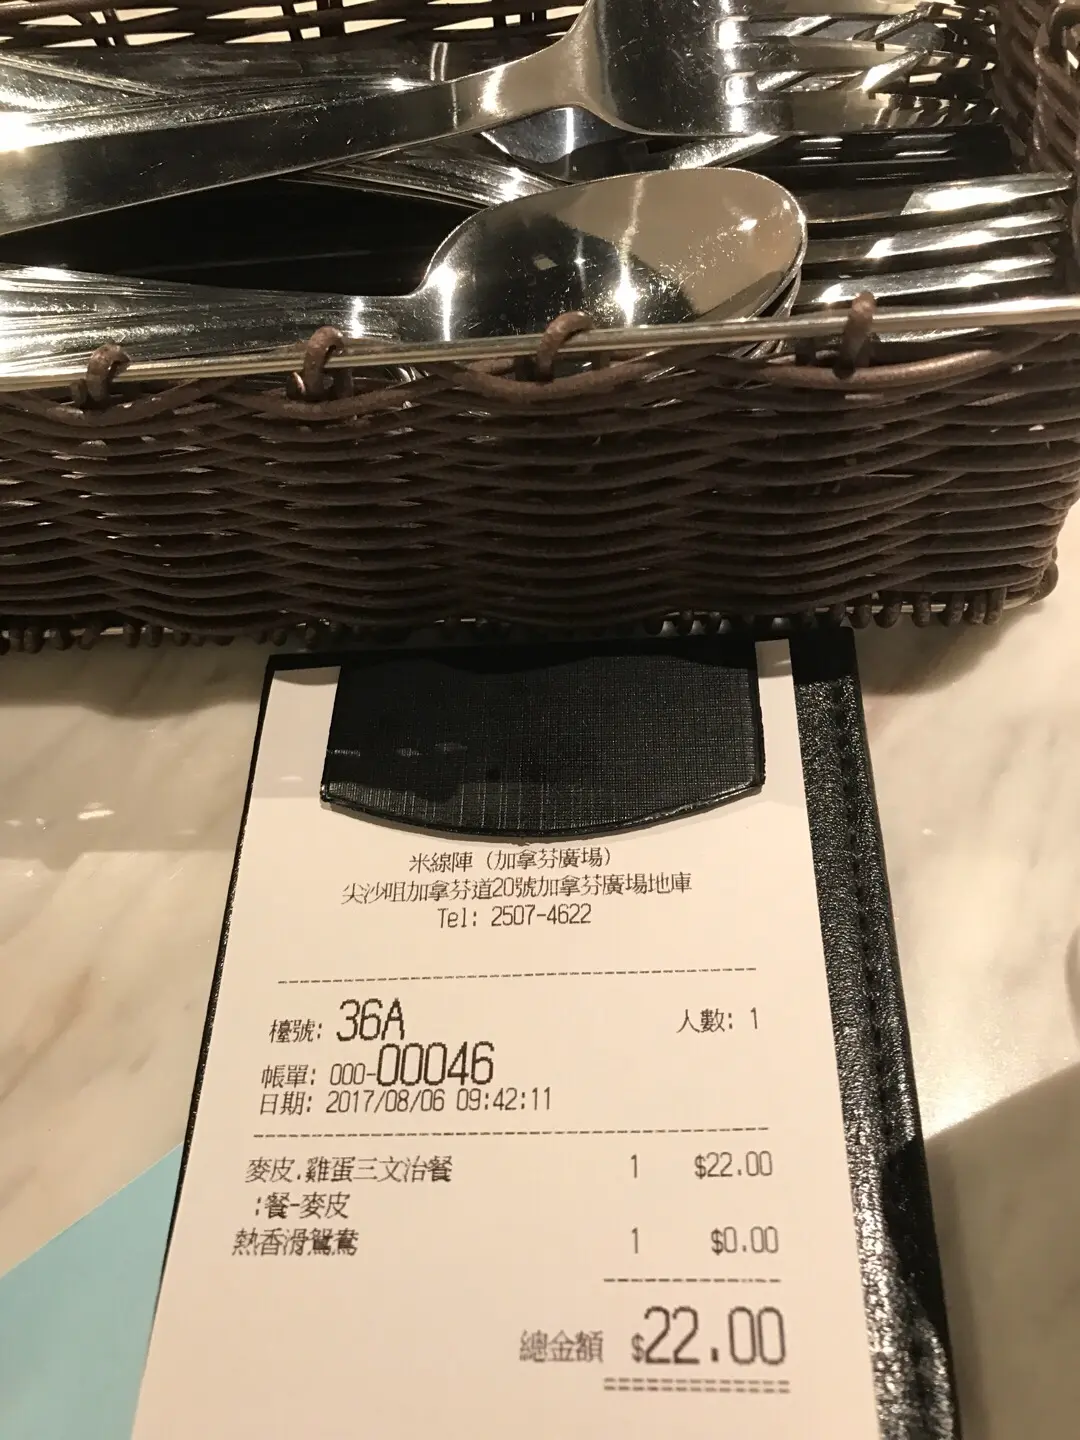 米線陣（加拿芬廣場）
尖沙咀加拿芬道20號加拿芬廣場地庫
Tel: 2507-4622
檯號: 36A 人數: 1
帳單: 000-00046
日期: 2017/08/06 09:42:11
麥皮.雞蛋三文治餐 1 $22.00
:餐-麥皮
熱香滑鴛鴦 1 $0.00
總金額 $22.00